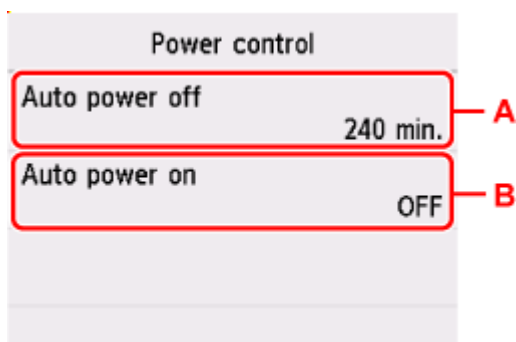 Power control
Auto power off
240 min.
A
Auto power on
OFF
B